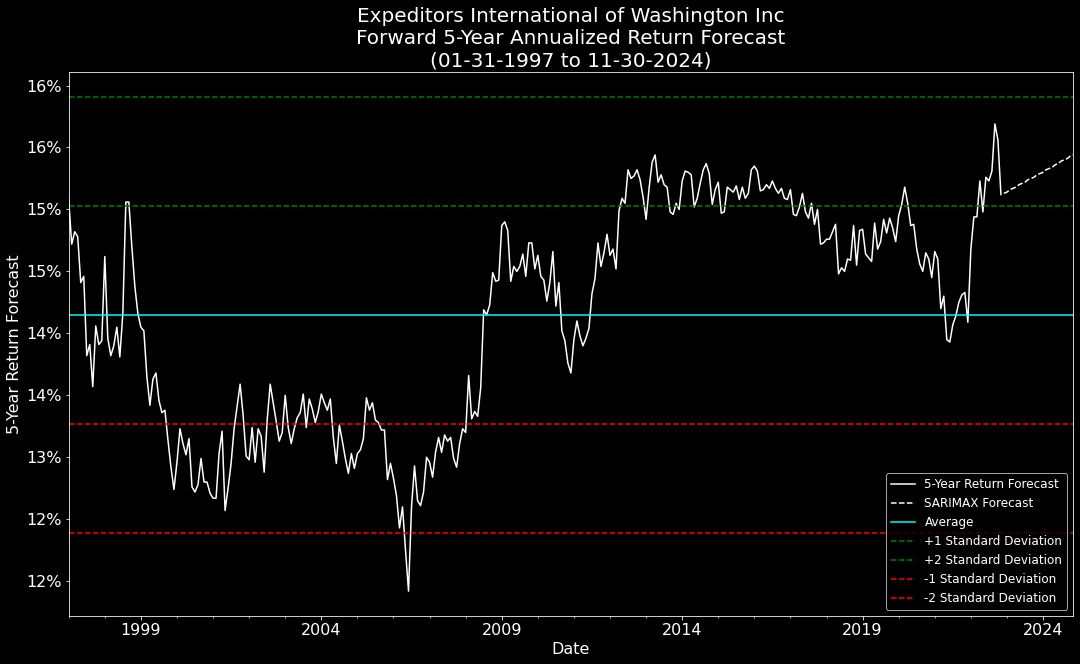 Expeditors International of Washington Inc
Forward 5-Year Annualized Return Forecast
(01-31-1997 to 11-30-2024)
16%
16%
15%
15%
14%
14%
13%
12%
12%
5-Year Return Forecast
1999
2004
2009
2014
2019
2024
Date
5-Year Return Forecast
SARIMAX Forecast
Average
+1 Standard Deviation
+2 Standard Deviation
-1 Standard Deviation
-2 Standard Deviation